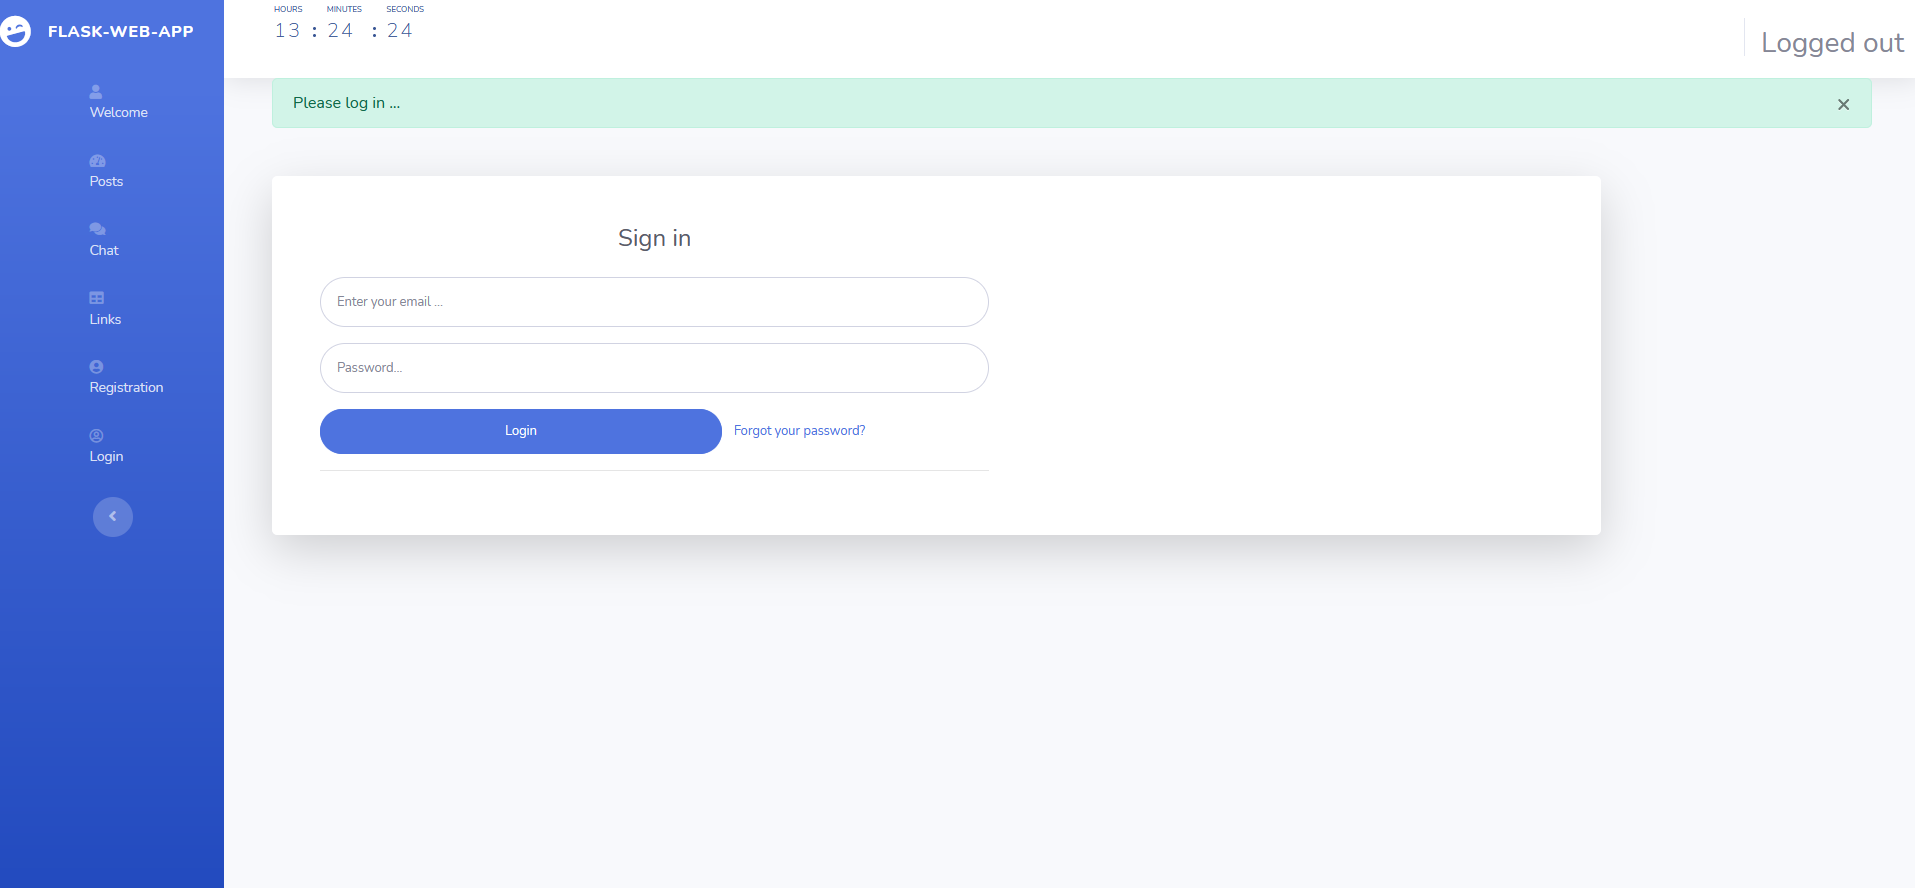 FLASK-WEB-APP
Welcome
Posts
Chat
Links
Registration
Login
HOURS MINUTES SECONDS
13 : 24 : 24
Logged out
Please log in ...
×
Sign in
Enter your email ...
Password...
Login Forgot your password?